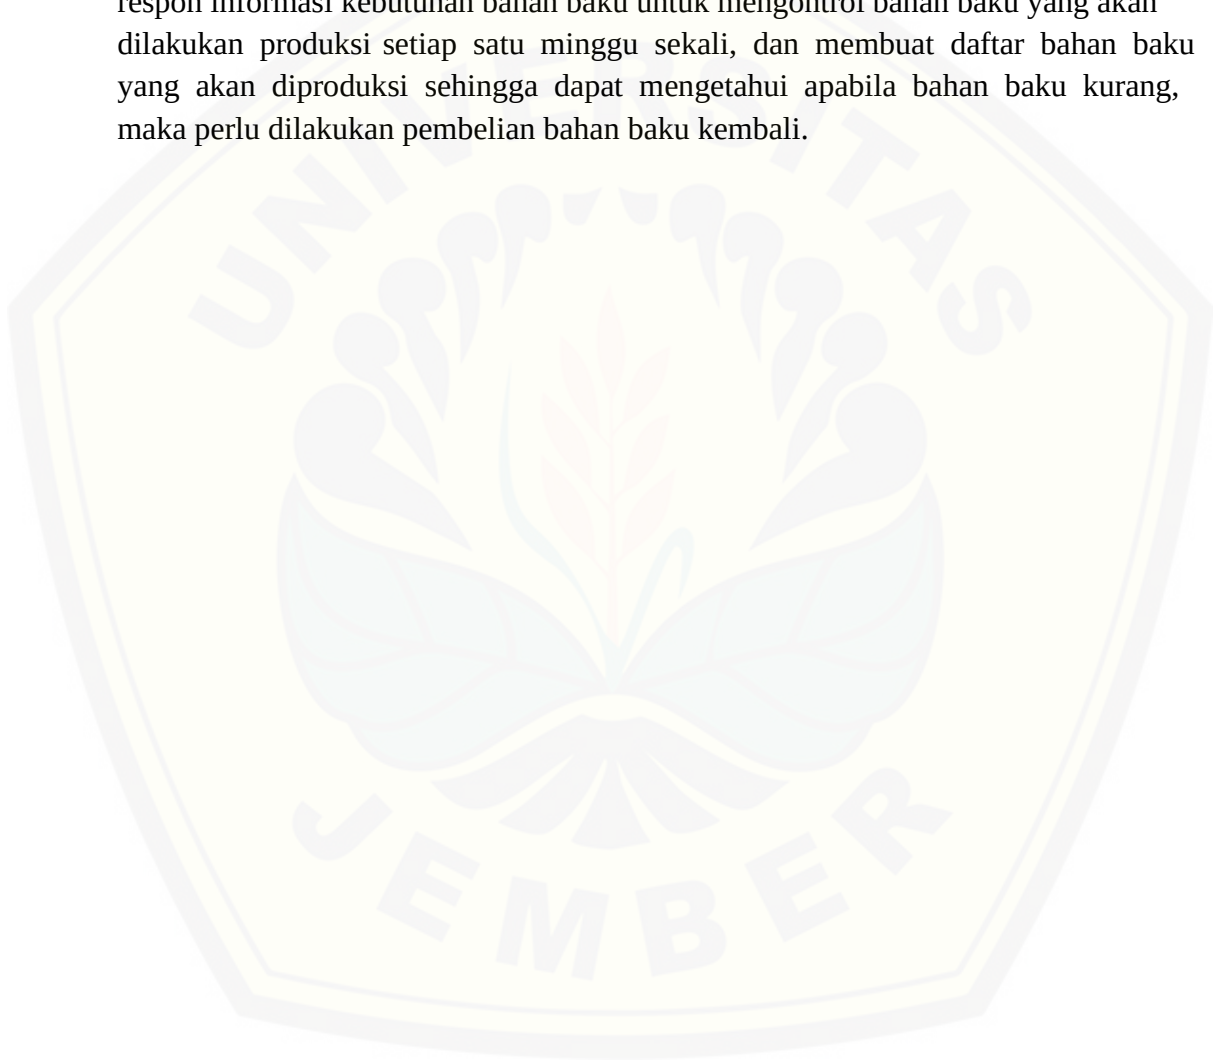 respon informasi kebutuhan bahan baku untuk mengontrol bahan baku yang akan
dilakukan produksi setiap satu minggu sekali, dan membuat daftar bahan baku
yang akan diproduksi sehingga dapat mengetahui apabila bahan baku kurang,
maka perlu dilakukan pembelian bahan baku kembali.
UNIVERSITAS
JEMBER